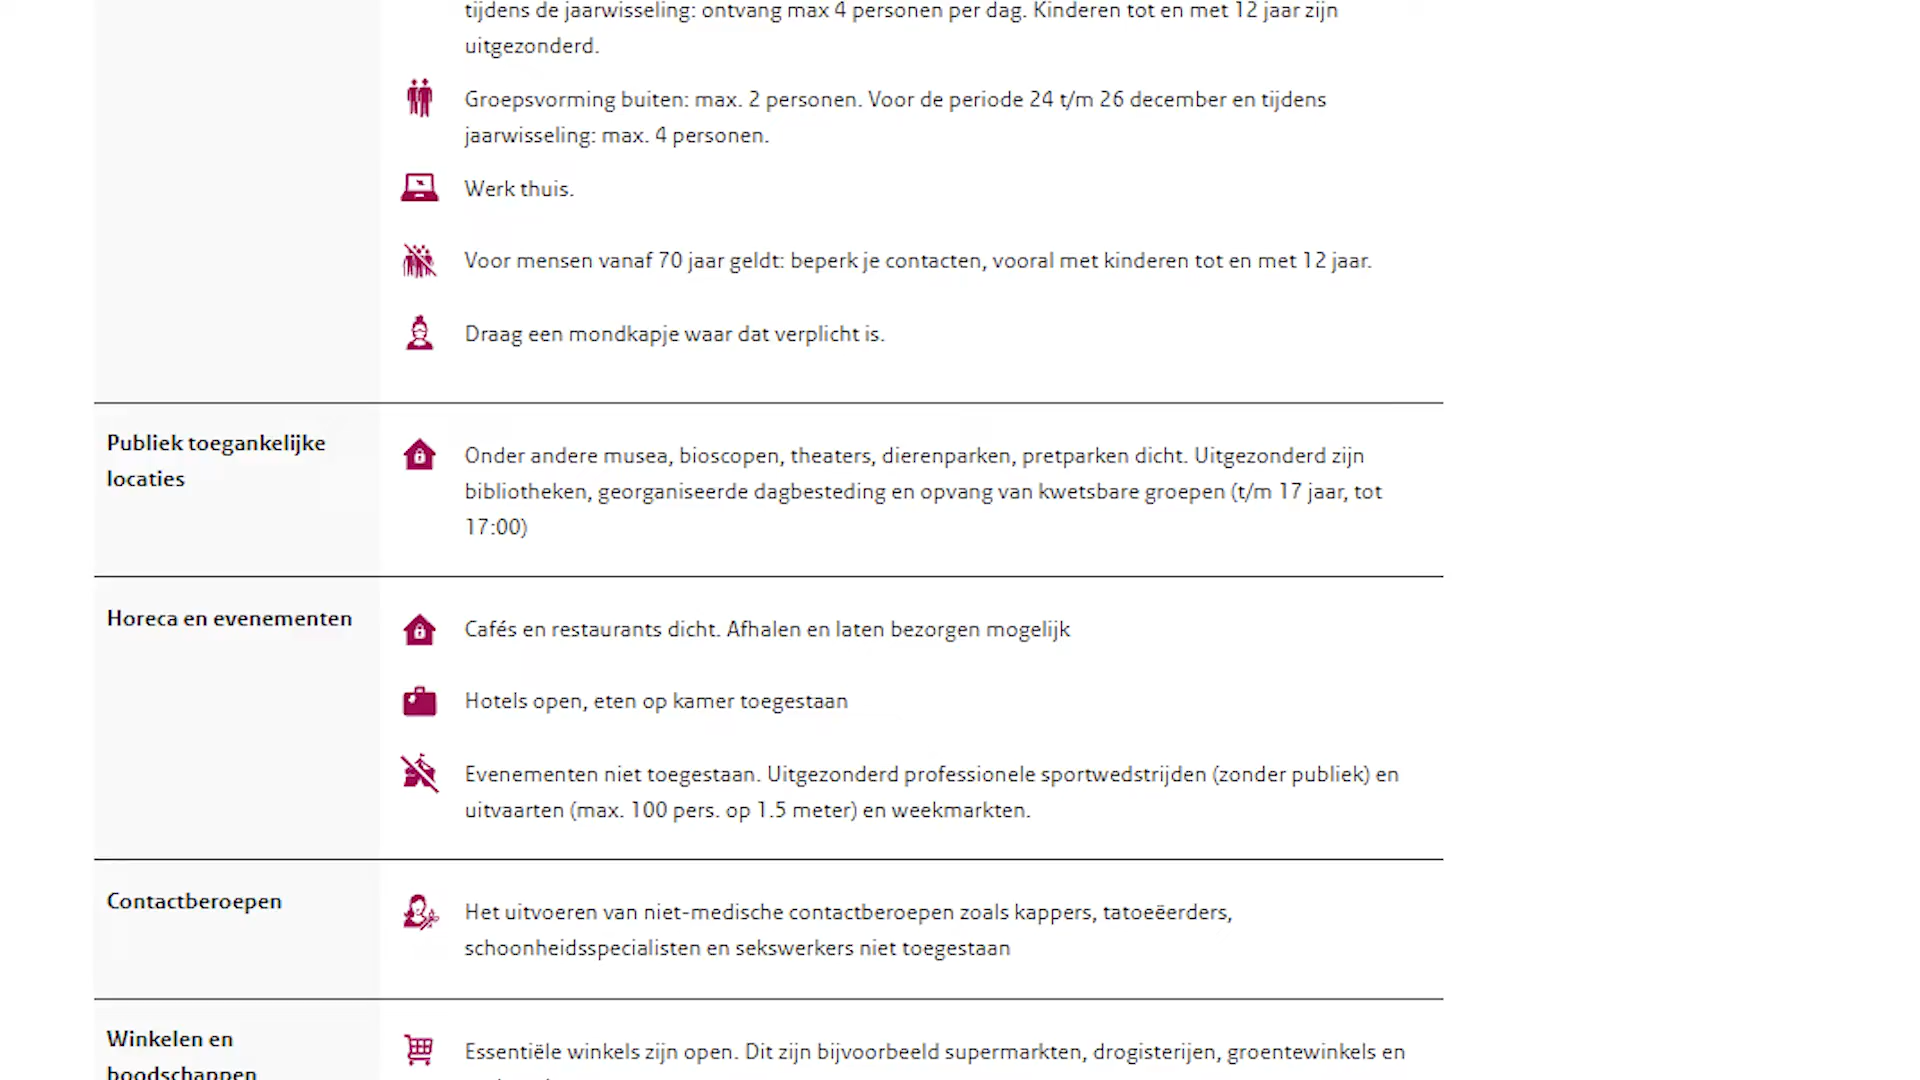 tijdens de jaarwisseling: ontvang max 4 personen per dag. Kinderen tot en met 12 jaar zijn
uitgezonderd.
Groepsvorming buiten: max. 2 personen. Voor de periode 24 t/m 26 december en tijdens
jaarwisseling: max. 4 personen.
Werk thuis.
Voor mensen vanaf 70 jaar geldt: beperk je contacten, vooral met kinderen tot en met 12 jaar.
Draag een mondkapje waar dat verplicht is.
Publiek toegankelijke
locaties
Onder andere musea, bioscopen, theaters, dierenparken, pretparken dicht. Uitgezonderd zijn
bibliotheken, georganiseerde dagbesteding en opvang van kwetsbare groepen (t/m 17 jaar, tot
17:00)
Horeca en evenementen
Cafés en restaurants dicht. Afhalen en laten bezorgen mogelijk
Hotels open, eten op kamer toegestaan
Evenementen niet toegestaan. Uitgezonderd professionele sportwedstrijden (zonder publiek) en
uitvaarten (max. 100 pers. op 1.5 meter) en weekmarkten.
Contactberoepen
Het uitvoeren van niet-medische contactberoepen zoals kappers, tatoeëerders,
schoonheidsspecialisten en sekswerkers niet toegestaan
Winkelen en
boodschappen
Essentiële winkels zijn open. Dit zijn bijvoorbeeld supermarkten, drogisterijen, groentewinkels en